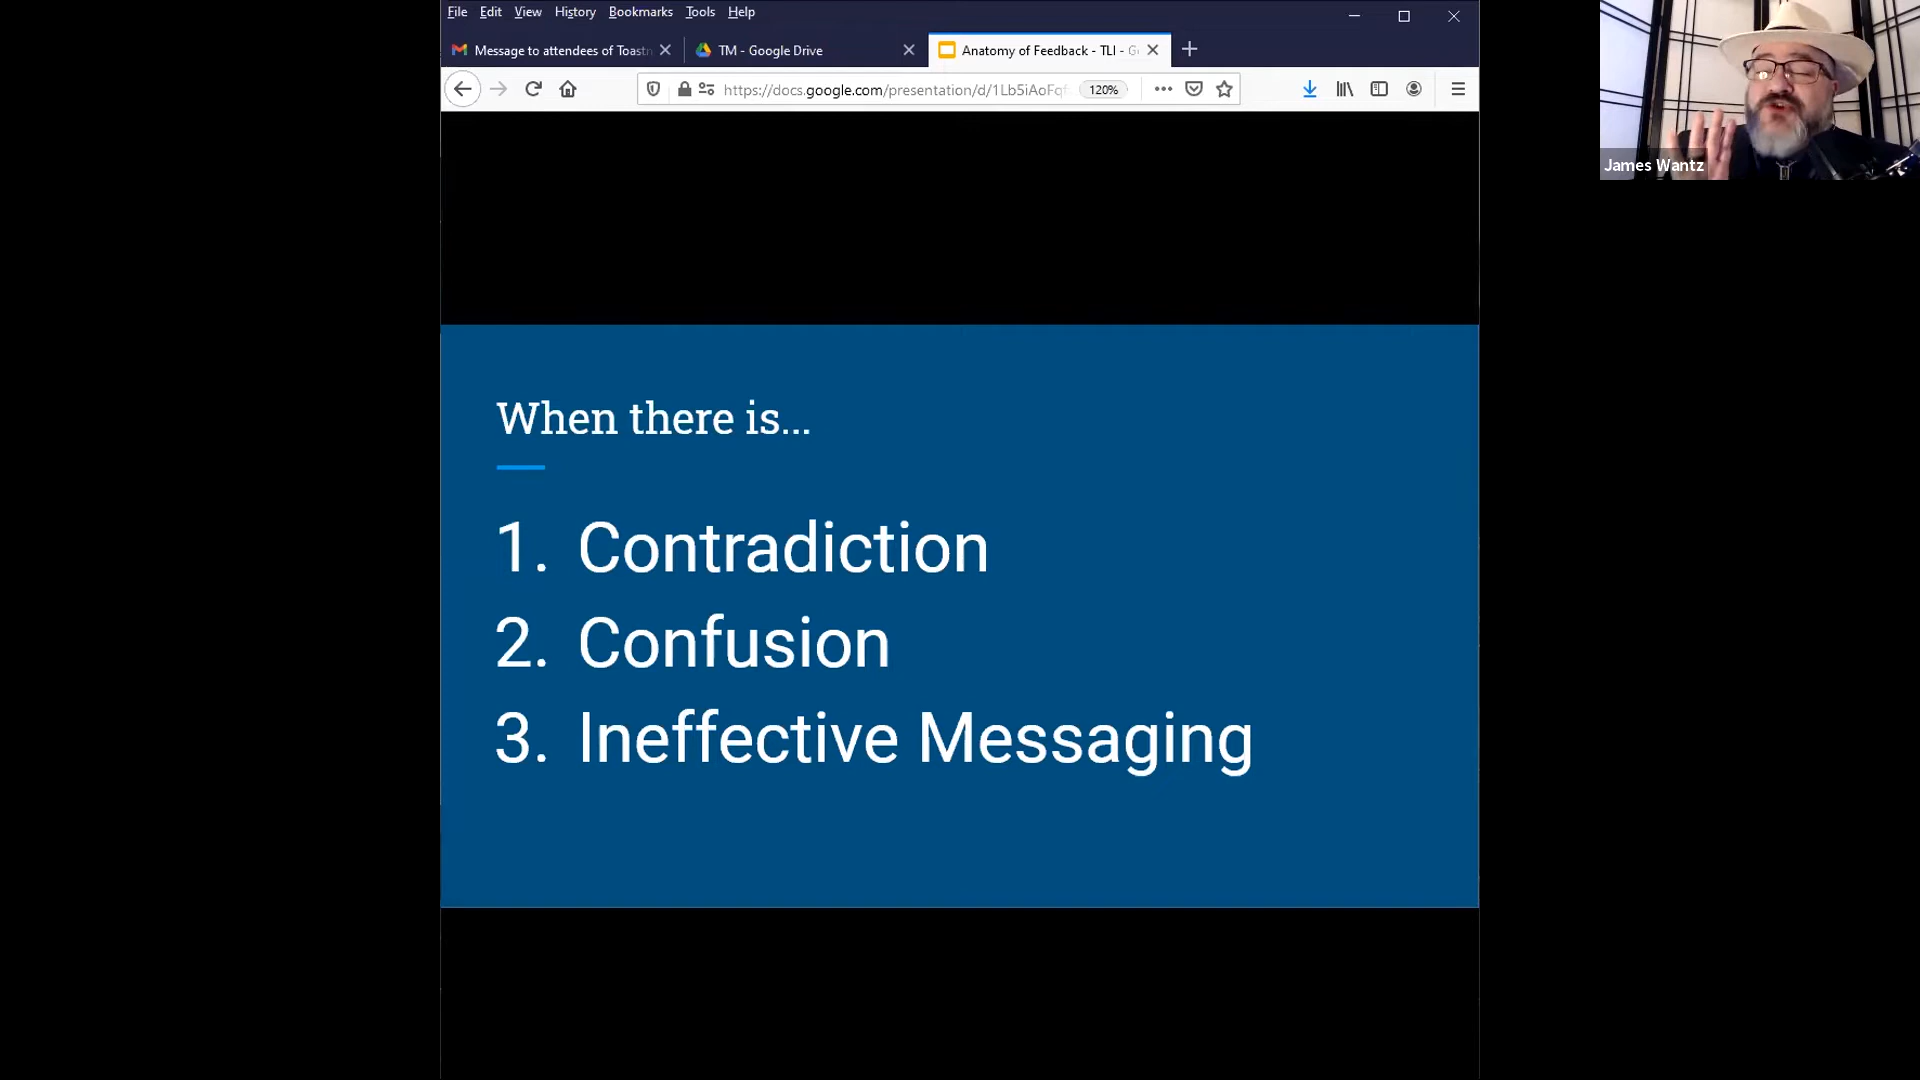 File Edit View History Bookmarks Tools Help
Message to attendees of Toastm
TM - Google Drive
Anatomy of Feedback - TLI - G
https://docs.google.com/presentation/d/1Lb5iAoFqf
120%
James Wantz
When there is...
1. Contradiction
2. Confusion
3. Ineffective Messaging